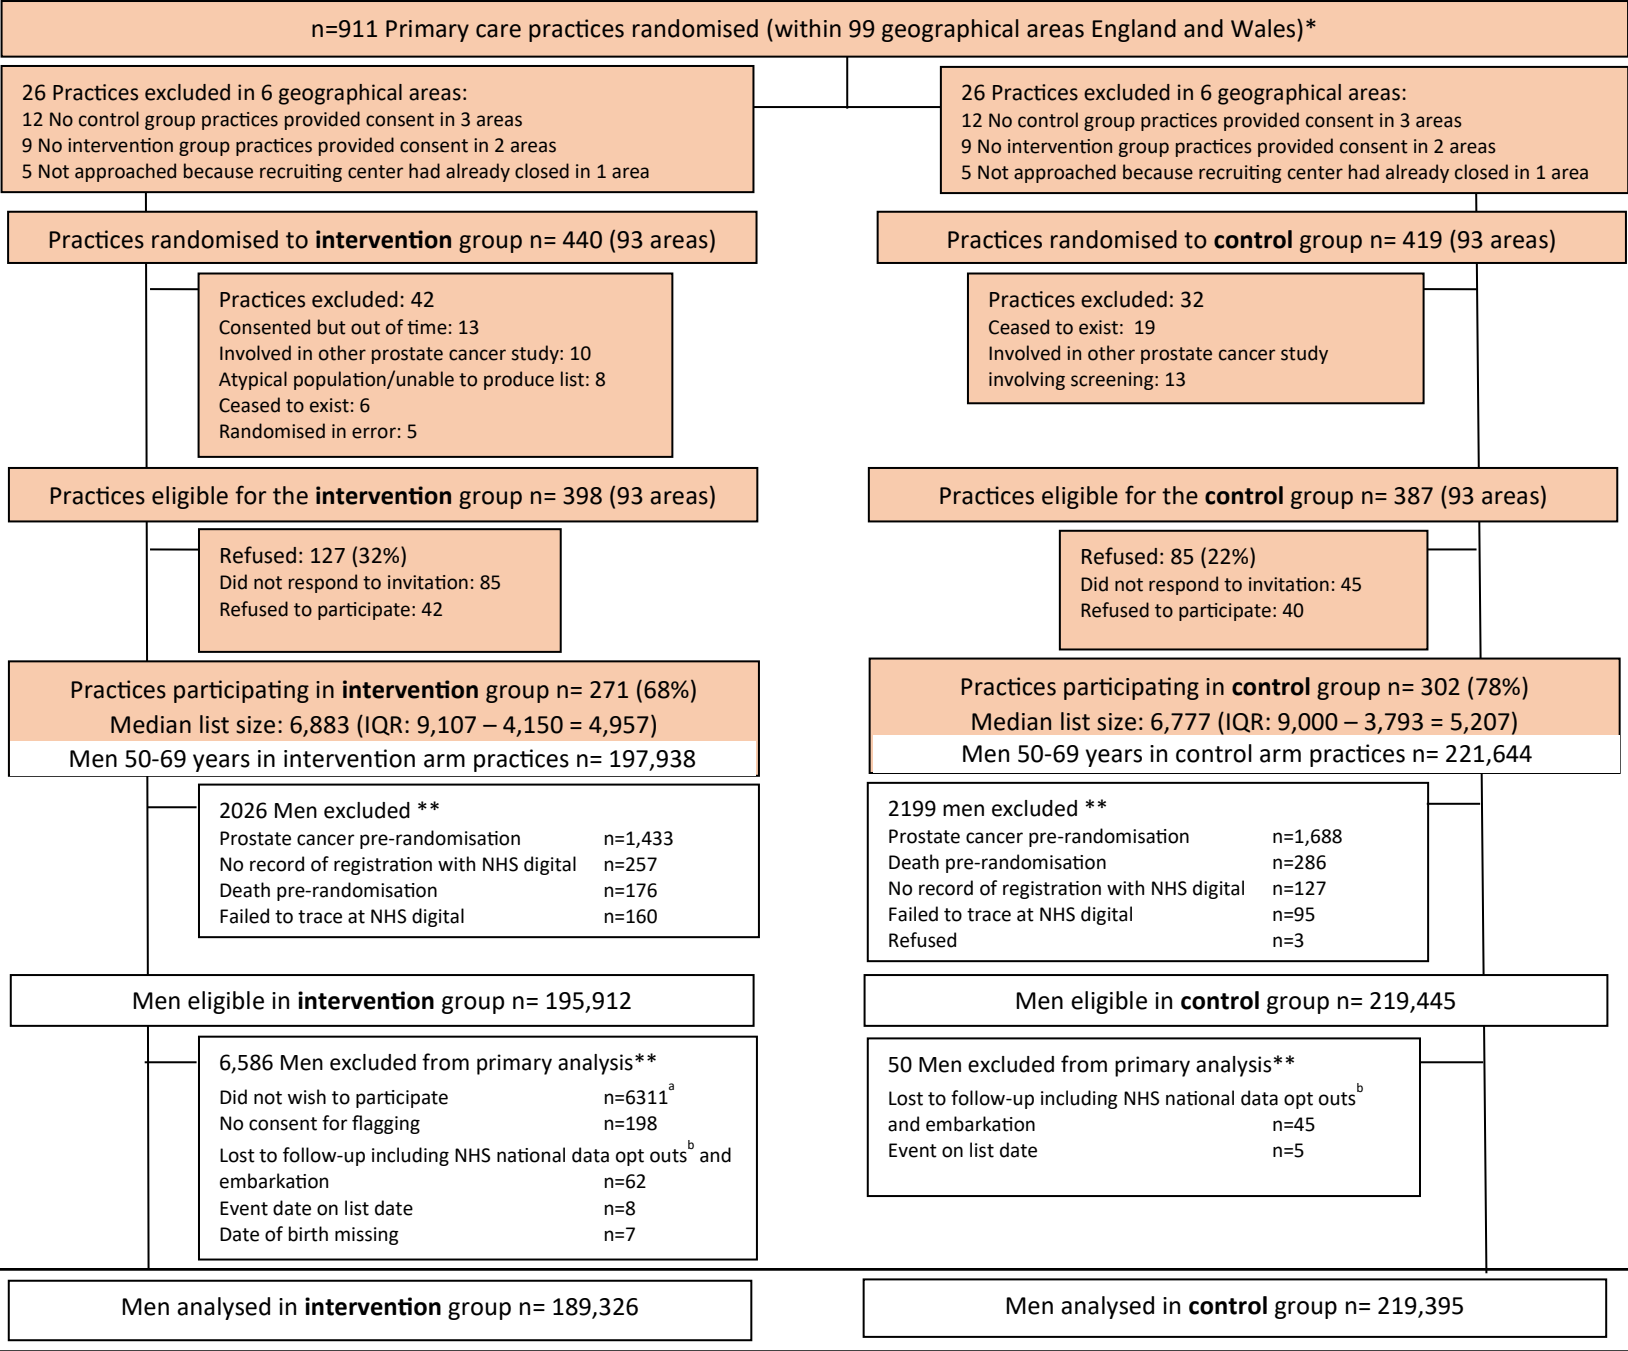 n=911 Primary care practices randomised (within 99 geographical areas England and Wales)*
26 Practices excluded in 6 geographical areas:
12 No control group practices provided consent in 3 areas
9 No intervention group practices provided consent in 2 areas
5 Not approached because recruiting center had already closed in 1 area
26 Practices excluded in 6 geographical areas:
12 No control group practices provided consent in 3 areas
9 No intervention group practices provided consent in 2 areas
5 Not approached because recruiting center had already closed in 1 area
Practices randomised to intervention group n= 440 (93 areas)
Practices randomised to control group n= 419 (93 areas)
Practices excluded: 42
Consented but out of time: 13
Involved in other prostate cancer study: 10
Atypical population/unable to produce list: 8
Ceased to exist: 6
Randomised in error: 5
Practices excluded: 32
Ceased to exist: 19
Involved in other prostate cancer study
involving screening: 13
Practices eligible for the intervention group n= 398 (93 areas)
Practices eligible for the control group n= 387 (93 areas)
Refused: 127 (32%)
Did not respond to invitation: 85
Refused to participate: 42
Refused: 85 (22%)
Did not respond to invitation: 45
Refused to participate: 40
Practices participating in intervention group n= 271 (68%)
Median list size: 6,883 (IQR: 9,107 – 4,150 = 4,957)
Men 50-69 years in intervention arm practices n= 197,938
Practices participating in control group n= 302 (78%)
Median list size: 6,777 (IQR: 9,000 – 3,793 = 5,207)
Men 50-69 years in control arm practices n= 221,644
2026 Men excluded **
Prostate cancer pre-randomisation n=1,433
No record of registration with NHS digital n=257
Death pre-randomisation n=176
Failed to trace at NHS digital n=160
2199 men excluded **
Prostate cancer pre-randomisation n=1,688
Death pre-randomisation n=286
No record of registration with NHS digital n=127
Failed to trace at NHS digital n=95
Refused n=3
Men eligible in intervention group n= 195,912
Men eligible in control group n= 219,445
6,586 Men excluded from primary analysis**
Did not wish to participate n=6311a
No consent for flagging n=198
Lost to follow-up including NHS national data opt outsb and
embarkation n=62
Event date on list date n=8
Date of birth missing n=7
50 Men excluded from primary analysis**
Lost to follow-up including NHS national data opt outsb
and embarkation n=45
Event on list date n=5
Men analysed in intervention group n= 189,326
Men analysed in control group n= 219,395